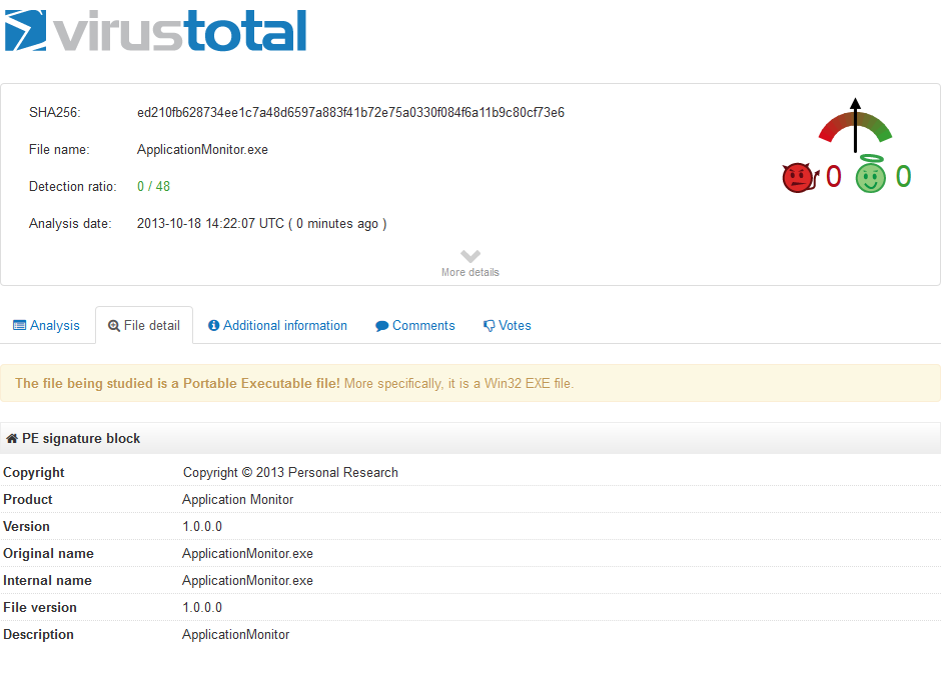 virustotal
SHA256: ed210fb628734ee1c7a48d6597a883f41b72e75a0330f084f6a11b9c80cf73e6
File name: ApplicationMonitor.exe
Detection ratio: 0 / 48
0 0
Analysis date: 2013-10-18 14:22:07 UTC ( 0 minutes ago )
More details
Analysis File detail Additional information Comments Votes
The file being studied is a Portable Executable file! More specifically, it is a Win32 EXE file.
PE signature block
Copyright Copyright © 2013 Personal Research
Product Application Monitor
Version 1.0.0.0
Original name ApplicationMonitor.exe
Internal name ApplicationMonitor.exe
File version 1.0.0.0
Description ApplicationMonitor